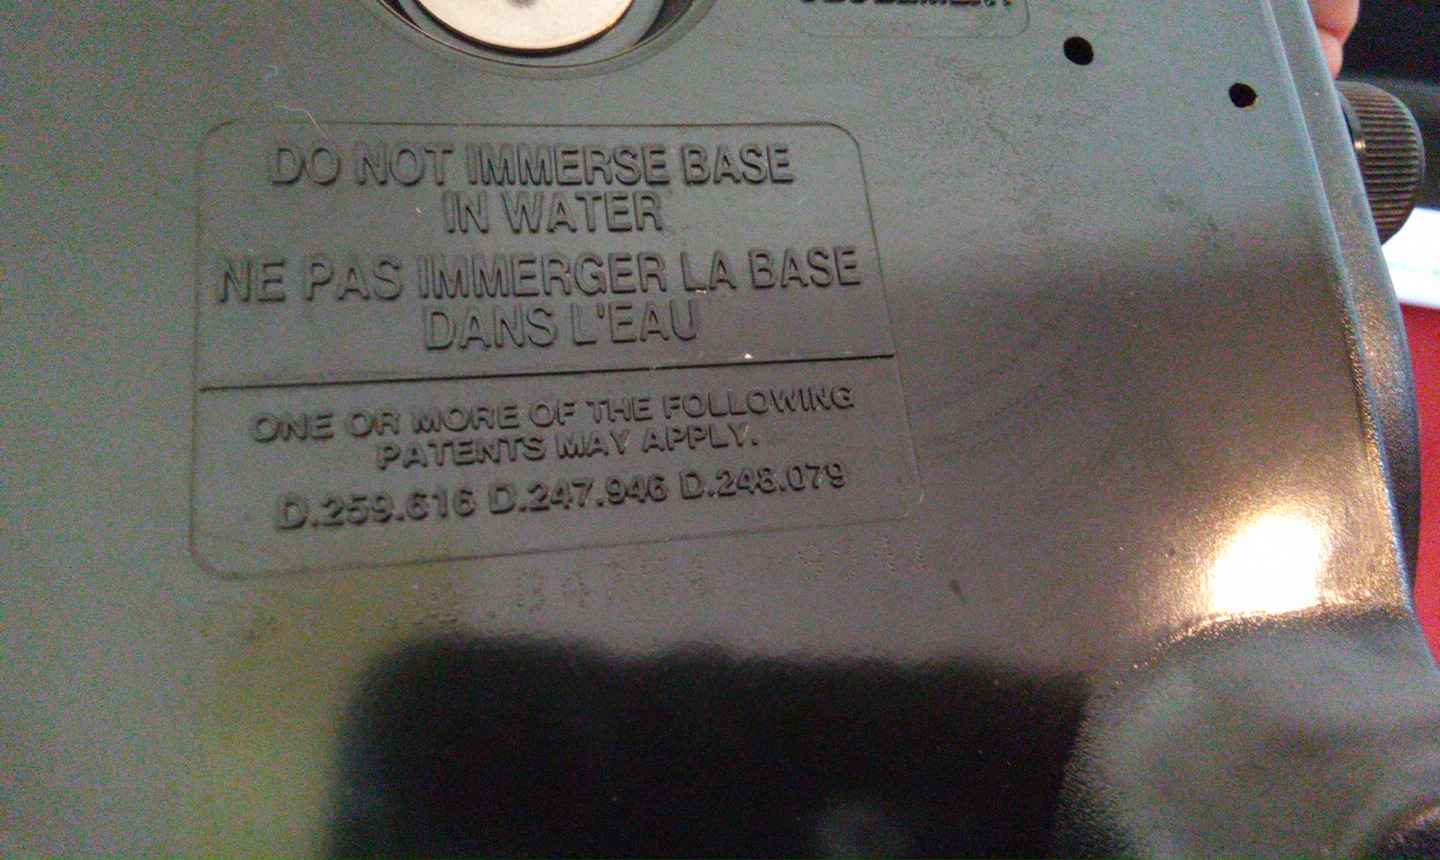 DO NOT IMMERSE BASE
IN WATER
NE PAS IMMERGER LA BASE
DANS L'EAU
ONE OR MORE OF THE FOLLOWING
PATENTS MAY APPLY.
D.259.616 D.247.946 D.248.079